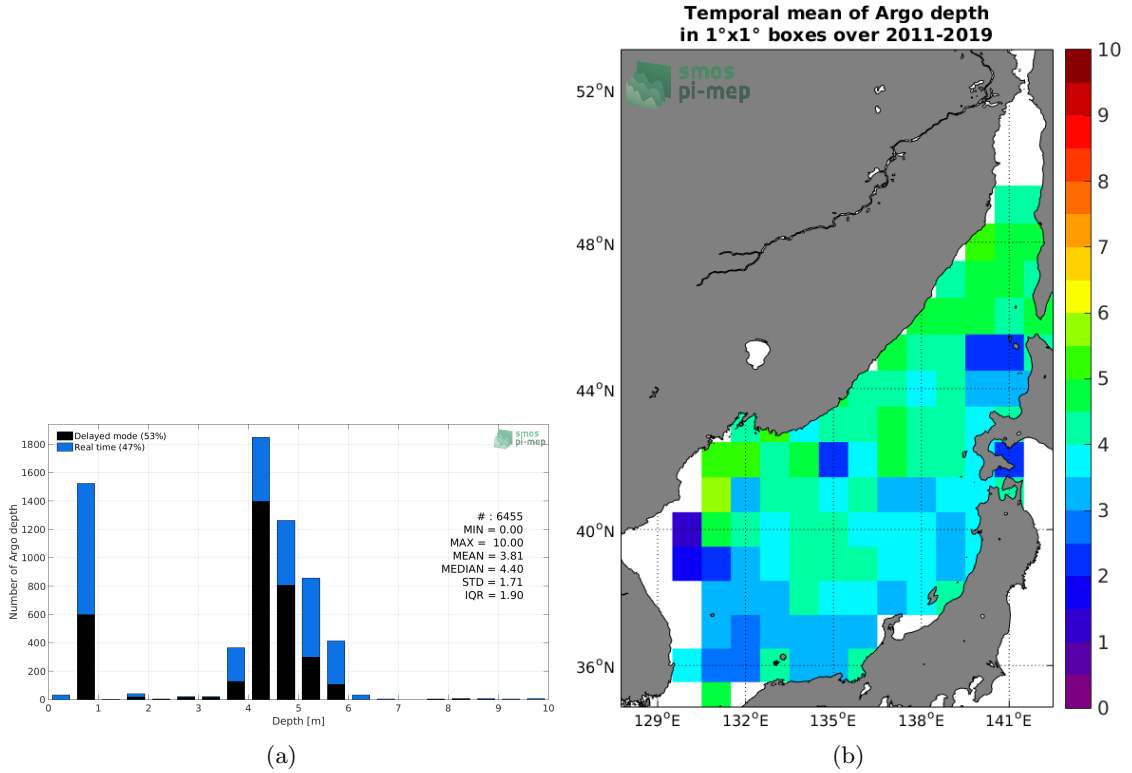 Delayed mode (53%)
Real time (47%)
smos
pi-mep
Number of Argo depth
1800
1600
1400
1200
1000
800
600
400
200
0
# : 6455
MIN = 0.00
MAX = 10.00
MEAN = 3.81
MEDIAN = 4.40
STD = 1.71
IQR = 1.90
0 1 2 3 4 5 6 7 8 9 10
Depth [m]
(a)
Temporal mean of Argo depth
in 1°x1° boxes over 2011-2019
smos
pi-mep
52°N
48°N
44°N
40°N
36°N
129°E 132°E 135°E 138°E 141°E
10
9
8
7
6
5
4
3
2
1
0
(b)